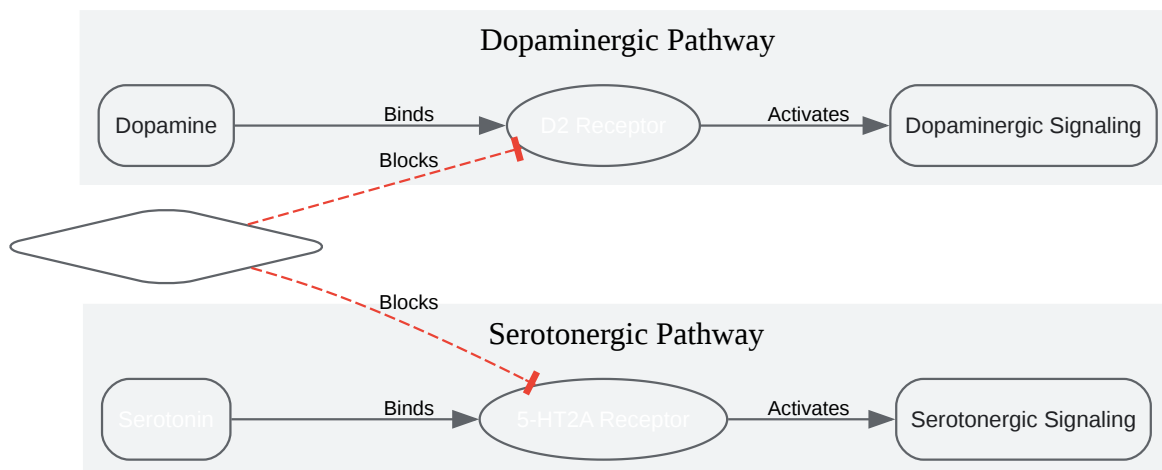 Dopaminergic Pathway
Dopamine
Binds
D2 Receptor
Activates
Dopaminergic Signaling
Blocks
Blocks
Serotonergic Pathway
Serotonin
Binds
5-HT2A Receptor
Activates
Serotonergic Signaling